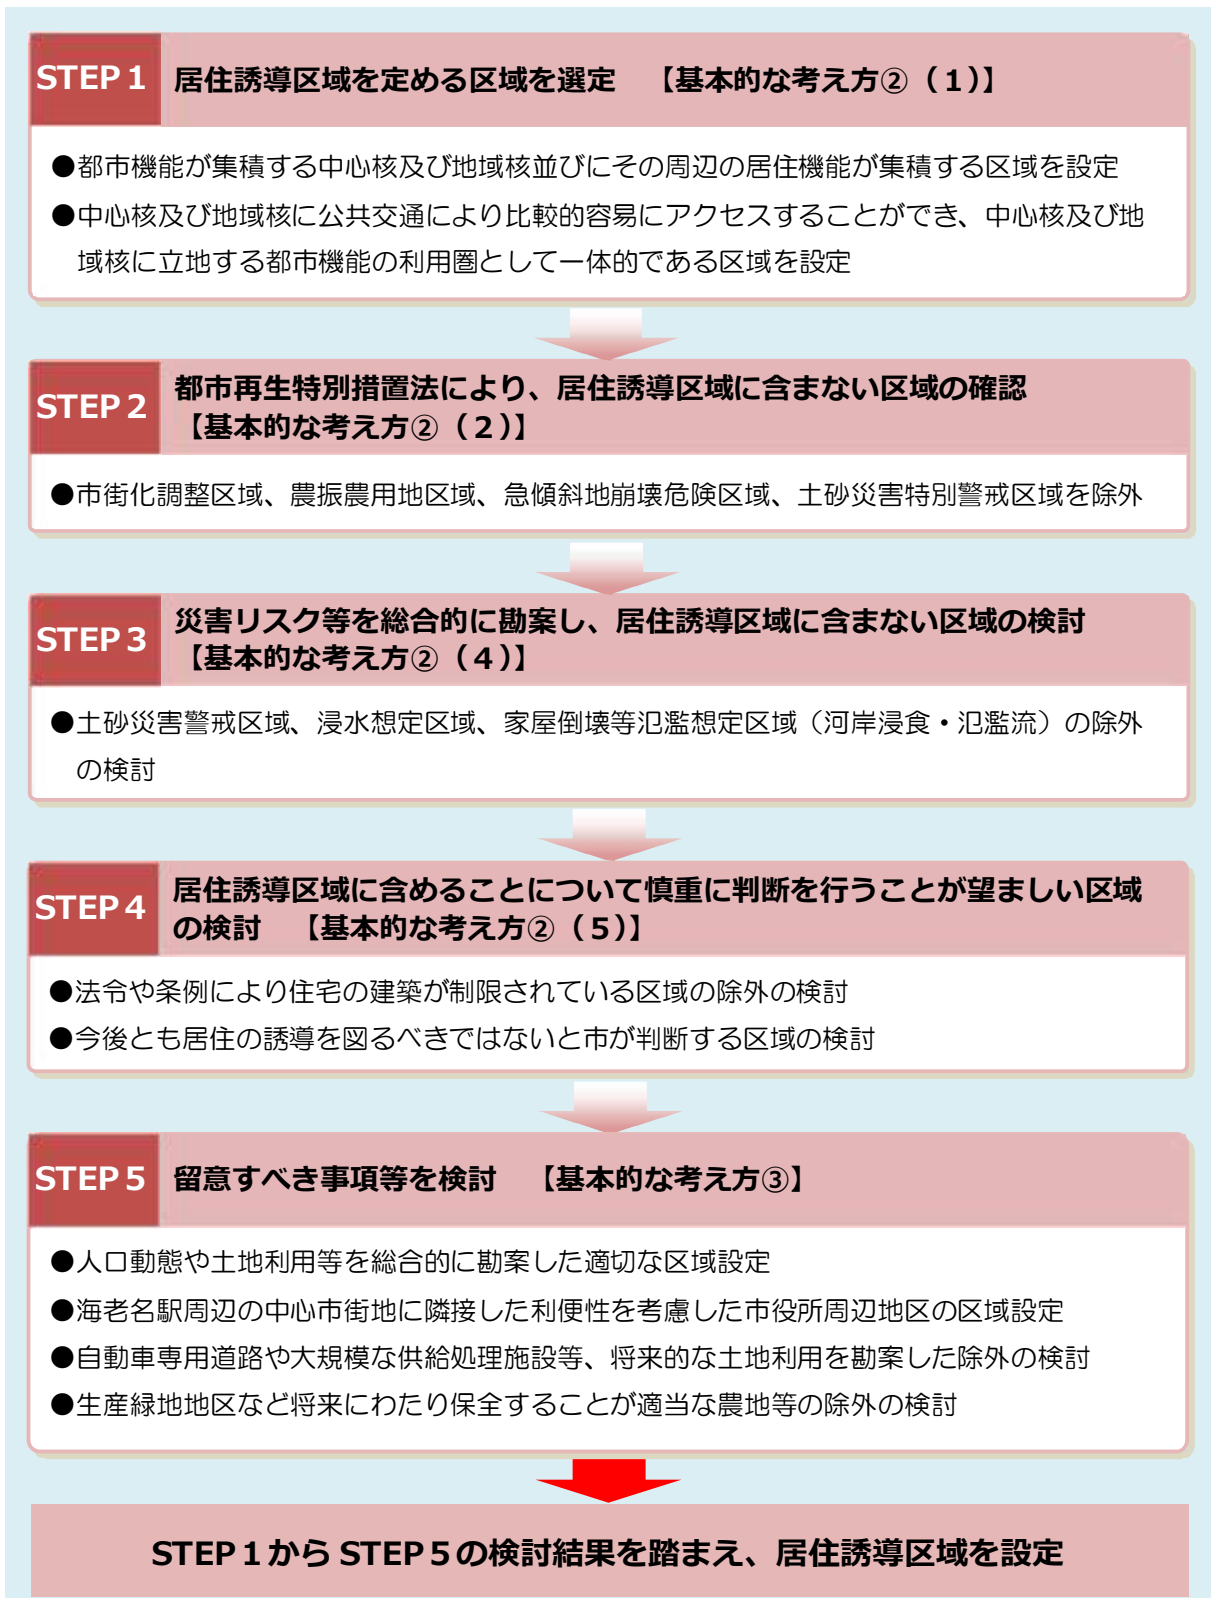 STEP１
居住誘導区域を定める区域を選定　【基本的な考え方②（１）】
●都市機能が集積する中心核及び地域核並びにその周辺の居住機能が集積する区域を設定
●中心核及び地域核に公共交通により比較的容易にアクセスすることができ、中心核及び地
域核に立地する都市機能の利用圏として一体的である区域を設定
STEP２
都市再生特別措置法により、居住誘導区域に含まない区域の確認
【基本的な考え方②（２）】
●市街化調整区域、農振農用地区域、急傾斜地崩壊危険区域、土砂災害特別警戒区域を除外
STEP３
災害リスク等を総合的に勘案し、居住誘導区域に含まない区域の検討
【基本的な考え方②（４）】
●土砂災害警戒区域、浸水想定区域、家屋倒壊等氾濫想定区域（河岸浸食・氾濫流）の除外
の検討
STEP４
居住誘導区域に含めることについて慎重に判断を行うことが望ましい区域
の検討　【基本的な考え方②（５）】
●法令や条例により住宅の建築が制限されている区域の除外の検討
●今後とも居住の誘導を図るべきではないと市が判断する区域の検討
STEP５
留意すべき事項等を検討　【基本的な考え方③】
●人口動態や土地利用等を総合的に勘案した適切な区域設定
●海老名駅周辺の中心市街地に隣接した利便性を考慮した市役所周辺地区の区域設定
●自動車専用道路や大規模な供給処理施設等、将来的な土地利用を勘案した除外の検討
●生産緑地地区など将来にわたり保全することが適当な農地等の除外の検討
STEP１から STEP５の検討結果を踏まえ、居住誘導区域を設定